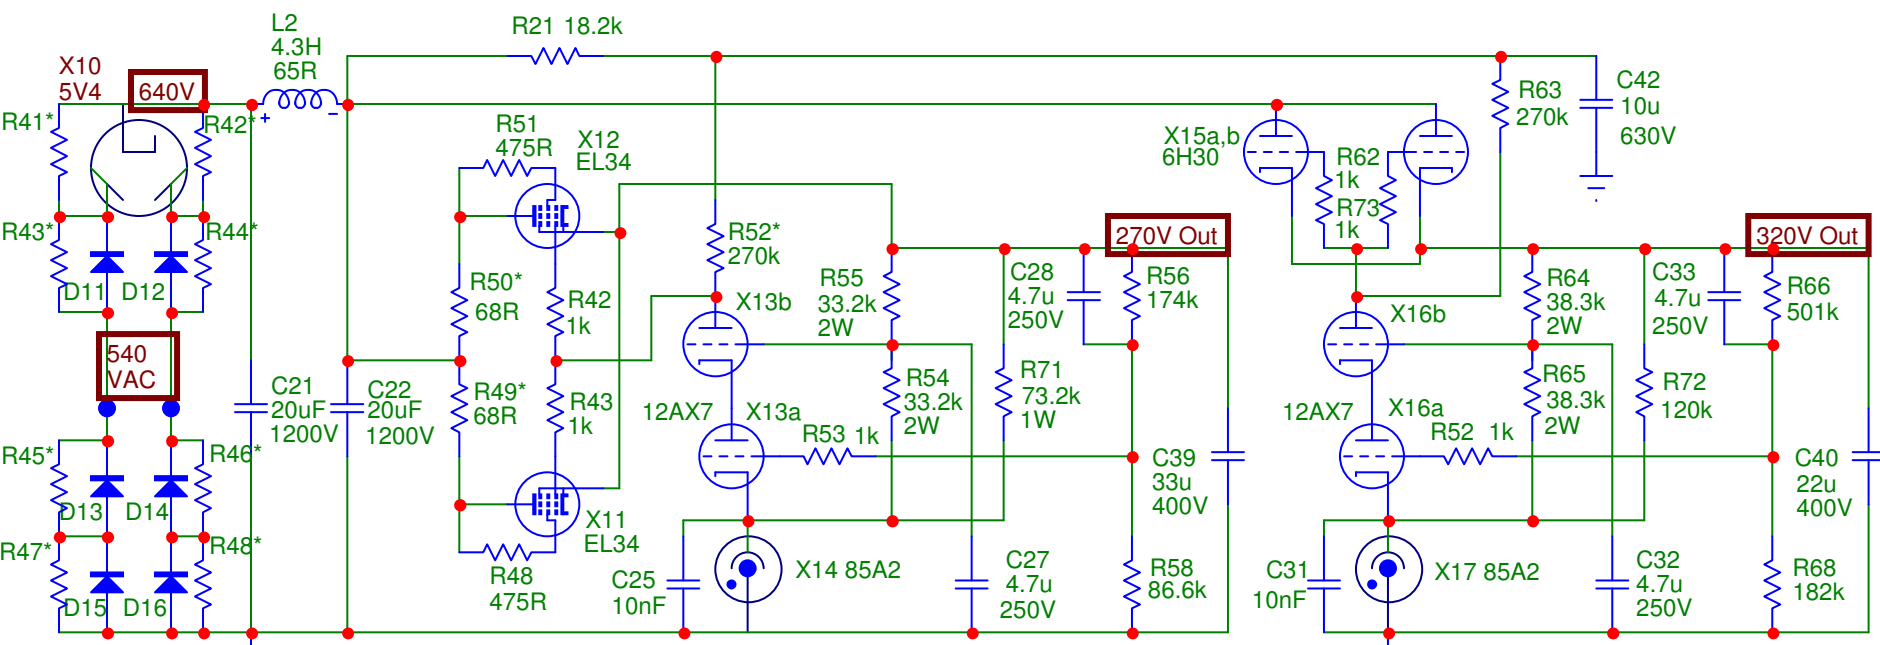 X10
5V4
640V
L2
4.3H
65R
R21 18.2k
R41*
R42*
+
−
R43*
R44*
D11
D12
540
VAC
R45*
R46*
D13
D14
R47*
R48*
D15
D16
C21
20uF
1200V
C22
20uF
1200V
R51
475R
X12
EL34
R50*
68R
R42
1k
R49*
68R
R43
1k
X11
EL34
R48
475R
R52*
270k
X13b
12AX7
X13a
R53 1k
C25
10nF
X14 85A2
R55
33.2k
2W
R54
33.2k
2W
C28
4.7u
250V
R71
73.2k
1W
C27
4.7u
250V
270V Out
R56
174k
C39
33u
400V
R58
86.6k
X15a,b
6H30
R62
1k
R73
1k
R63
270k
C42
10u
630V
X16b
12AX7
X16a
R52 1k
C31
10nF
X17 85A2
R64
38.3k
2W
R65
38.3k
2W
C33
4.7u
250V
R72
120k
C32
4.7u
250V
320V Out
R66
501k
C40
22u
400V
R68
182k